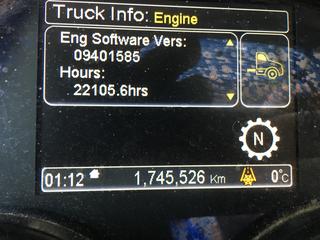 Truck Info: Engine
Eng Software Vers:
09401585
Hours:
22105.6hrs
N
01:12 1,745,526 Km 0°C